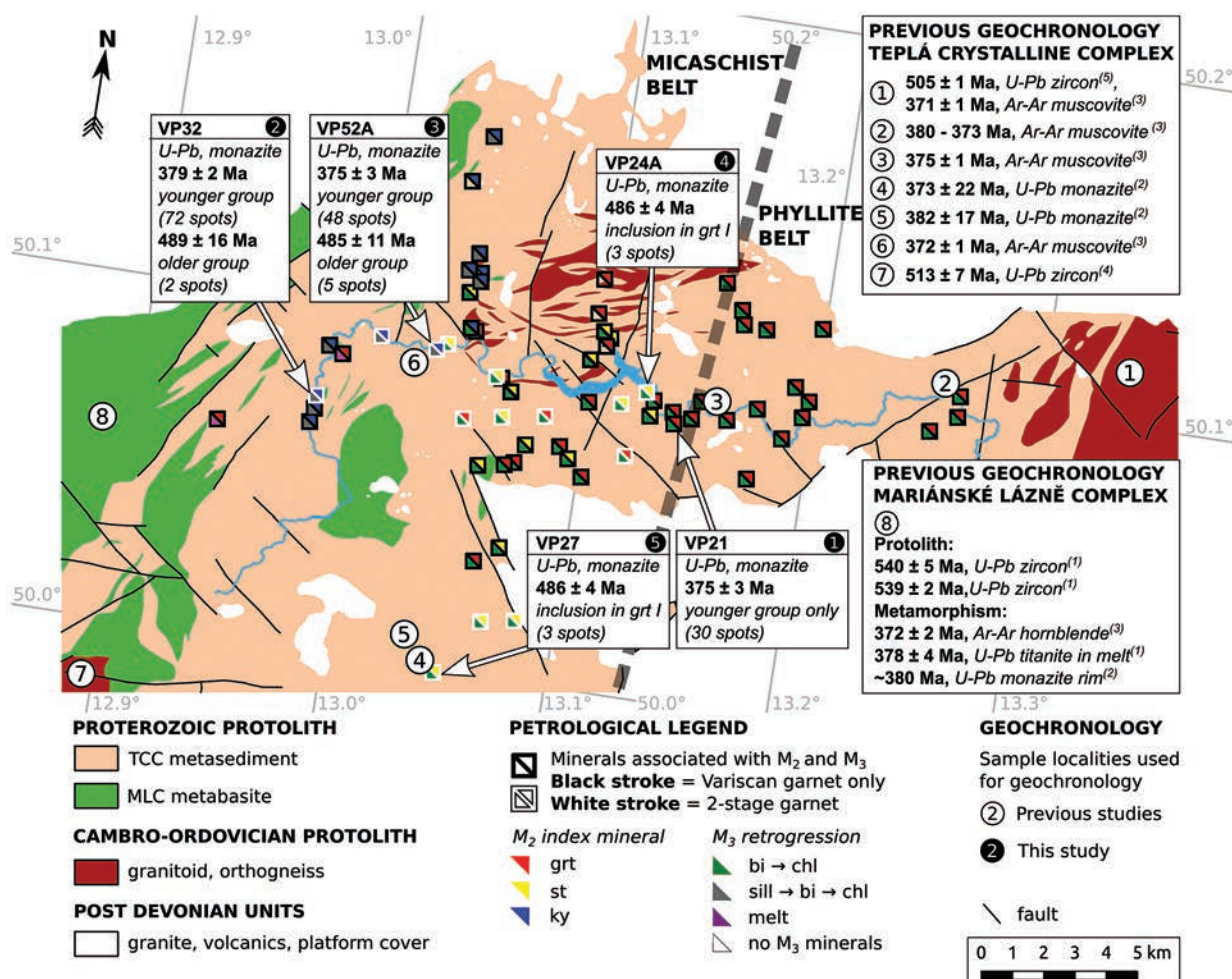 N
12.9°
13.0°
13.1°
50.2°
50.2°
13.2°
50.1°
50.1°
50.0°
MICASCHIST
BELT
PHYLLITE
BELT
PREVIOUS GEOCHRONOLOGY
TEPLÁ CRYSTALLINE COMPLEX
1 505 ± 1 Ma, U-Pb zircon(5),
371 ± 1 Ma, Ar-Ar muscovite(3)
2 380 - 373 Ma, Ar-Ar muscovite (3)
3 375 ± 1 Ma, Ar-Ar muscovite(3)
4 373 ± 22 Ma, U-Pb monazite(2)
5 382 ± 17 Ma, U-Pb monazite(2)
6 372 ± 1 Ma, Ar-Ar muscovite(3)
7 513 ± 7 Ma, U-Pb zircon(4)
VP32 2
U-Pb, monazite
379 ± 2 Ma
younger group
(72 spots)
489 ± 16 Ma
older group
(2 spots)
VP52A 3
U-Pb, monazite
375 ± 3 Ma
younger group
(48 spots)
485 ± 11 Ma
older group
(5 spots)
VP24A 4
U-Pb, monazite
486 ± 4 Ma
inclusion in grt I
(3 spots)
8
6
3
2
1
5
4
7
VP27 5
U-Pb, monazite
486 ± 4 Ma
inclusion in grt I
(3 spots)
VP21 1
U-Pb, monazite
375 ± 3 Ma
younger group only
(30 spots)
PREVIOUS GEOCHRONOLOGY
MARIÁNSKÉ LÁZNĚ COMPLEX
8
Protolith:
540 ± 5 Ma, U-Pb zircon(1)
539 ± 2 Ma,U-Pb zircon(1)
Metamorphism:
372 ± 2 Ma, Ar-Ar hornblende(3)
378 ± 4 Ma, U-Pb titanite in melt(1)
~380 Ma, U-Pb monazite rim(2)
12.9°
13.0°
13.1°
50.0°
13.2°
13.3°
PROTEROZOIC PROTOLITH
TCC metasediment
MLC metabasite
CAMBRO-ORDOVICIAN PROTOLITH
granitoid, orthogneiss
POST DEVONIAN UNITS
granite, volcanics, platform cover
PETROLOGICAL LEGEND
Minerals associated with M2 and M3
Black stroke = Variscan garnet only
White stroke = 2-stage garnet
M2 index mineral
grt
st
ky
M3 retrogression
bi → chl
sill → bi → chl
melt
no M3 minerals
GEOCHRONOLOGY
Sample localities used
for geochronology
2 Previous studies
2 This study
fault
0 1 2 3 4 5 km